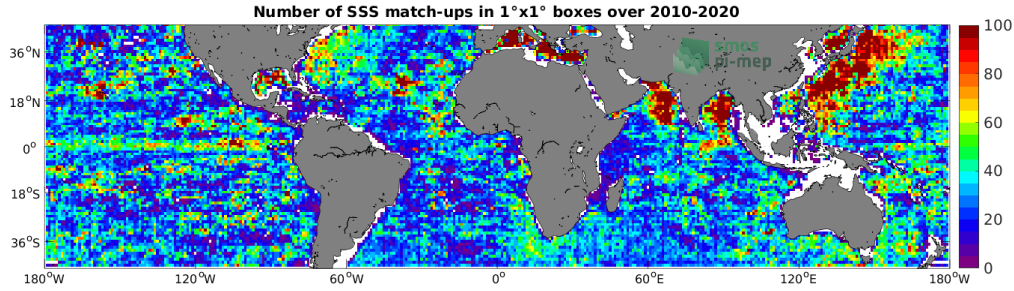 Number of SSS match-ups in 1°x1° boxes over 2010-2020
smos
pi-mep
36°N
18°N
0°
18°S
36°S
180°W
120°W
60°W
0°
60°E
120°E
180°W
100
80
60
40
20
0